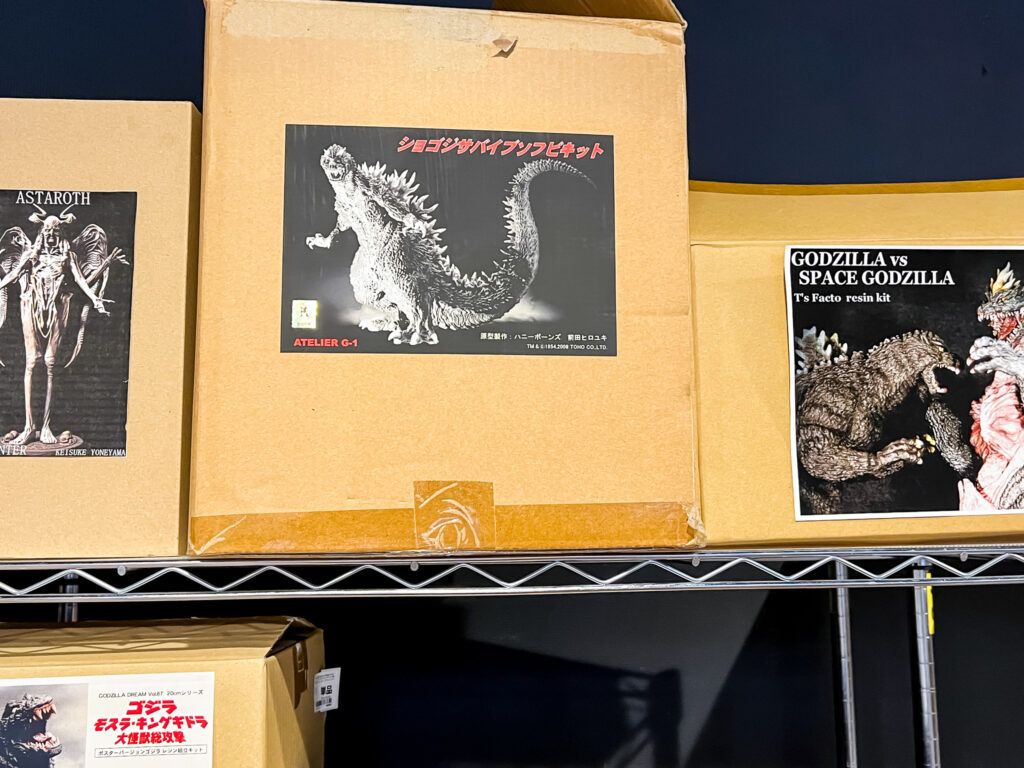 ASTAROTH
KEISUKE YONEYAMA
ショゴジサバイブソフビキット
ATELIER G-1
原型製作：ハニーボーンズ 前田ヒロユキ
TM & ©1954,2008 TOHO CO.,LTD.
GODZILLA vs
SPACE GODZILLA
T's Facto resin kit
GODZILLA DREAM Vol.67 20cmシリーズ
ゴジラ
モスラ・キングギドラ
大怪獣総攻撃
ポスターバージョンゴジラ レジン組立キット